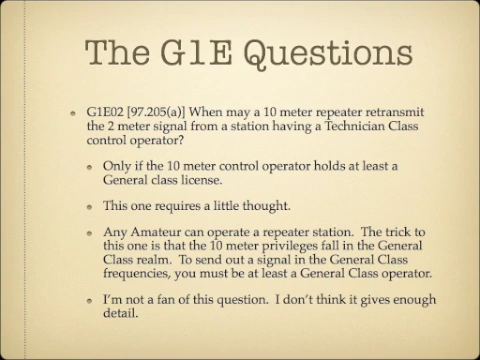 The G1E Questions
G1E02 [97.205(a)] When may a 10 meter repeater retransmit
the 2 meter signal from a station having a Technician Class
control operator?
Only if the 10 meter control operator holds at least a
General class license.
This one requires a little thought.
Any Amateur can operate a repeater station. The trick to
this one is that the 10 meter privileges fall in the General
Class realm. To send out a signal in the General Class
frequencies, you must be at least a General Class operator.
I'm not a fan of this question. I don't think it gives enough
detail.